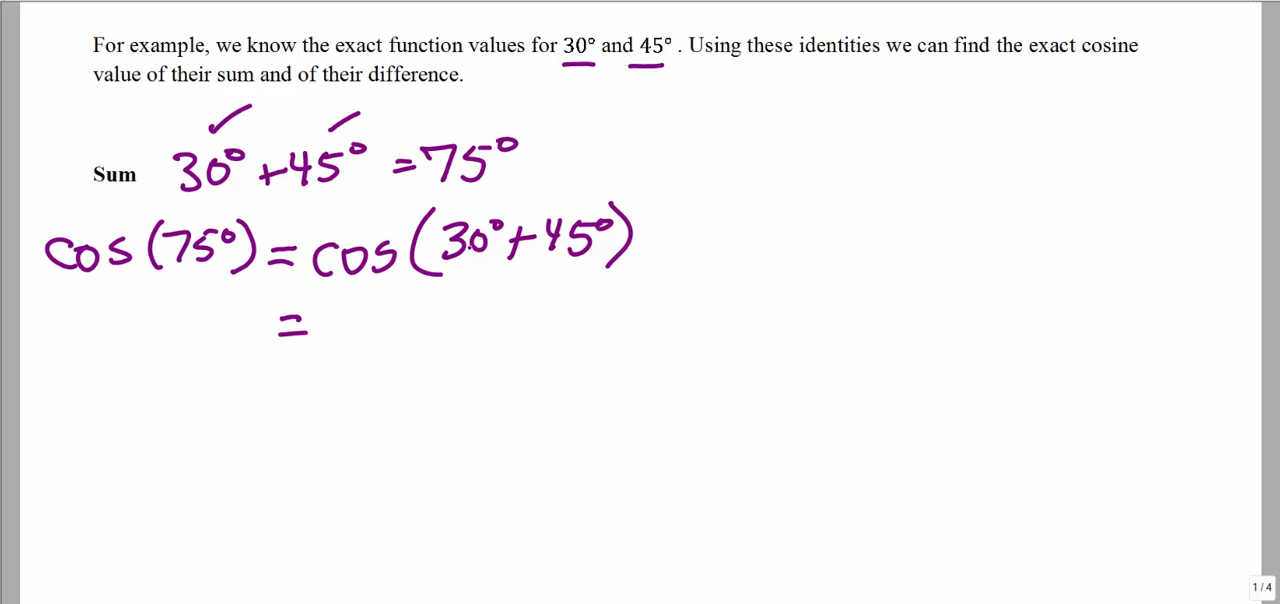 For example, we know the exact function values for 30° and 45° . Using these identities we can find the exact cosine
value of their sum and of their difference.
Sum 30° + 45° = 75°
cos (75°) = cos (30° + 45°)
=
1/4